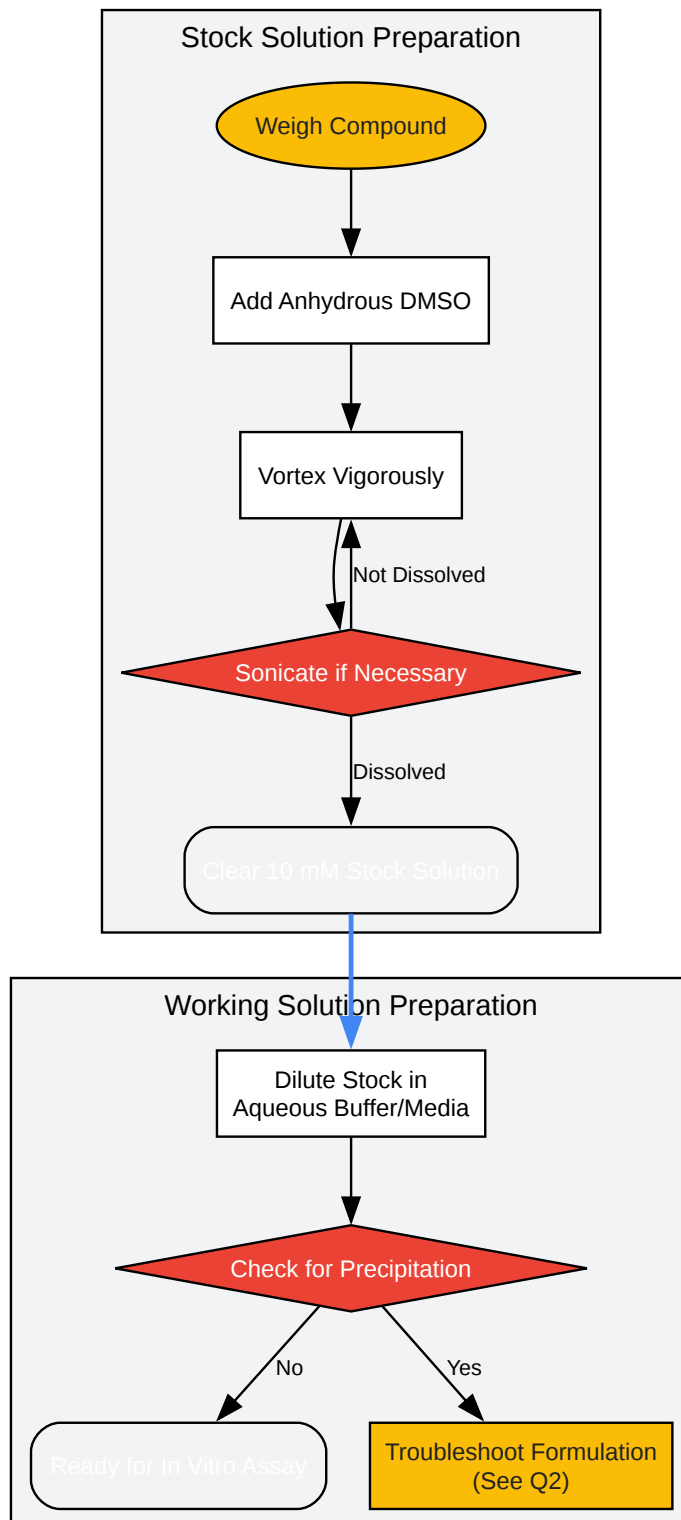 Stock Solution Preparation
Weigh Compound
Add Anhydrous DMSO
Vortex Vigorously
Not Dissolved
Sonicate if Necessary
Dissolved
Clear 10 mM Stock Solution
Working Solution Preparation
Dilute Stock in
Aqueous Buffer/Media
Check for Precipitation
No
Yes
Ready for In Vitro Assay
Troubleshoot Formulation
(See Q2)